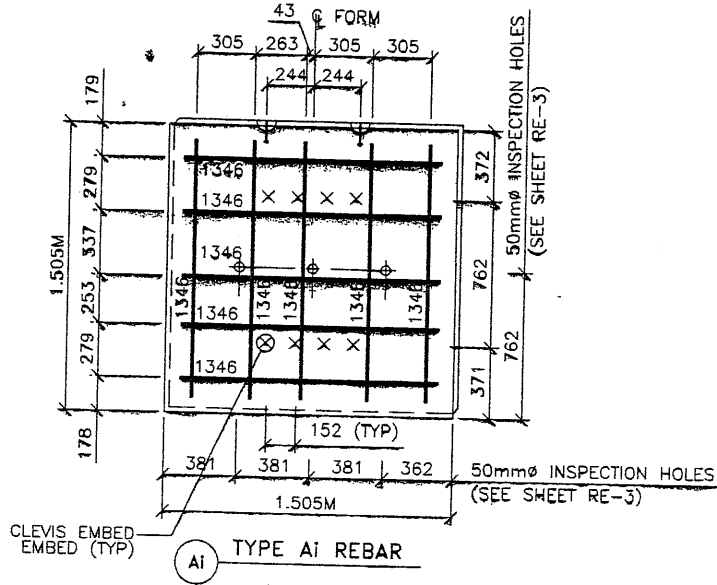 43 ℄ FORM
305 263 305 305
244 244
179
279
337
253
279
178
1.505M
1346
1346
1346
1346
1346
1346
1346
1346
1346
1346
372
762
371
762
50mmø INSPECTION HOLES
(SEE SHEET RE-3)
152 (TYP)
381 381 381 362
50mmø INSPECTION HOLES
(SEE SHEET RE-3)
1.505M
CLEVIS EMBED
EMBED (TYP)
Ai TYPE Ai REBAR